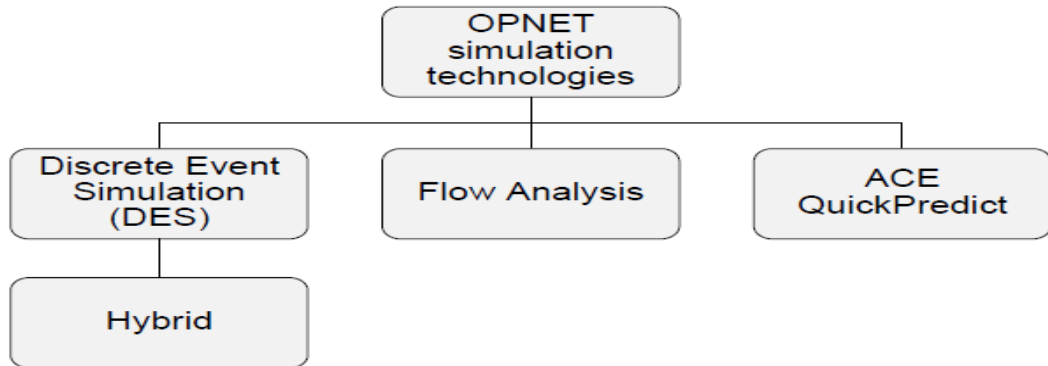 OPNET
simulation
technologies
Discrete Event
Simulation
(DES)
Flow Analysis
ACE
QuickPredict
Hybrid